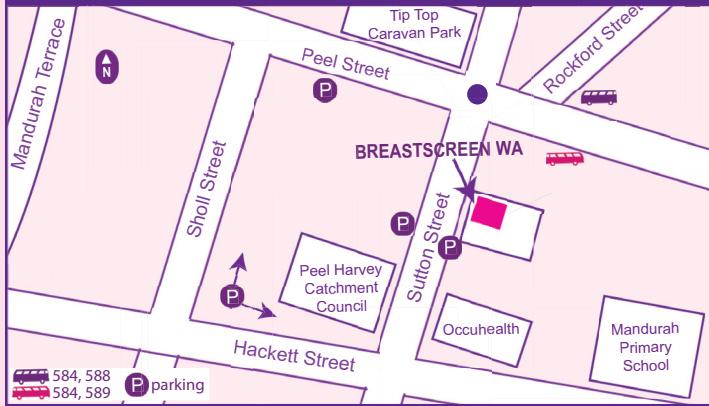 Tip Top
Caravan Park
Rockford Street
Peel Street
Mandurah Terrace
N
P
BREASTSCREEN WA
Sholl Street
P
Sutton Street
P
Peel Harvey
Catchment
Council
P
Occuhealth
Mandurah
Primary
School
Hackett Street
584, 588
584, 589
P parking